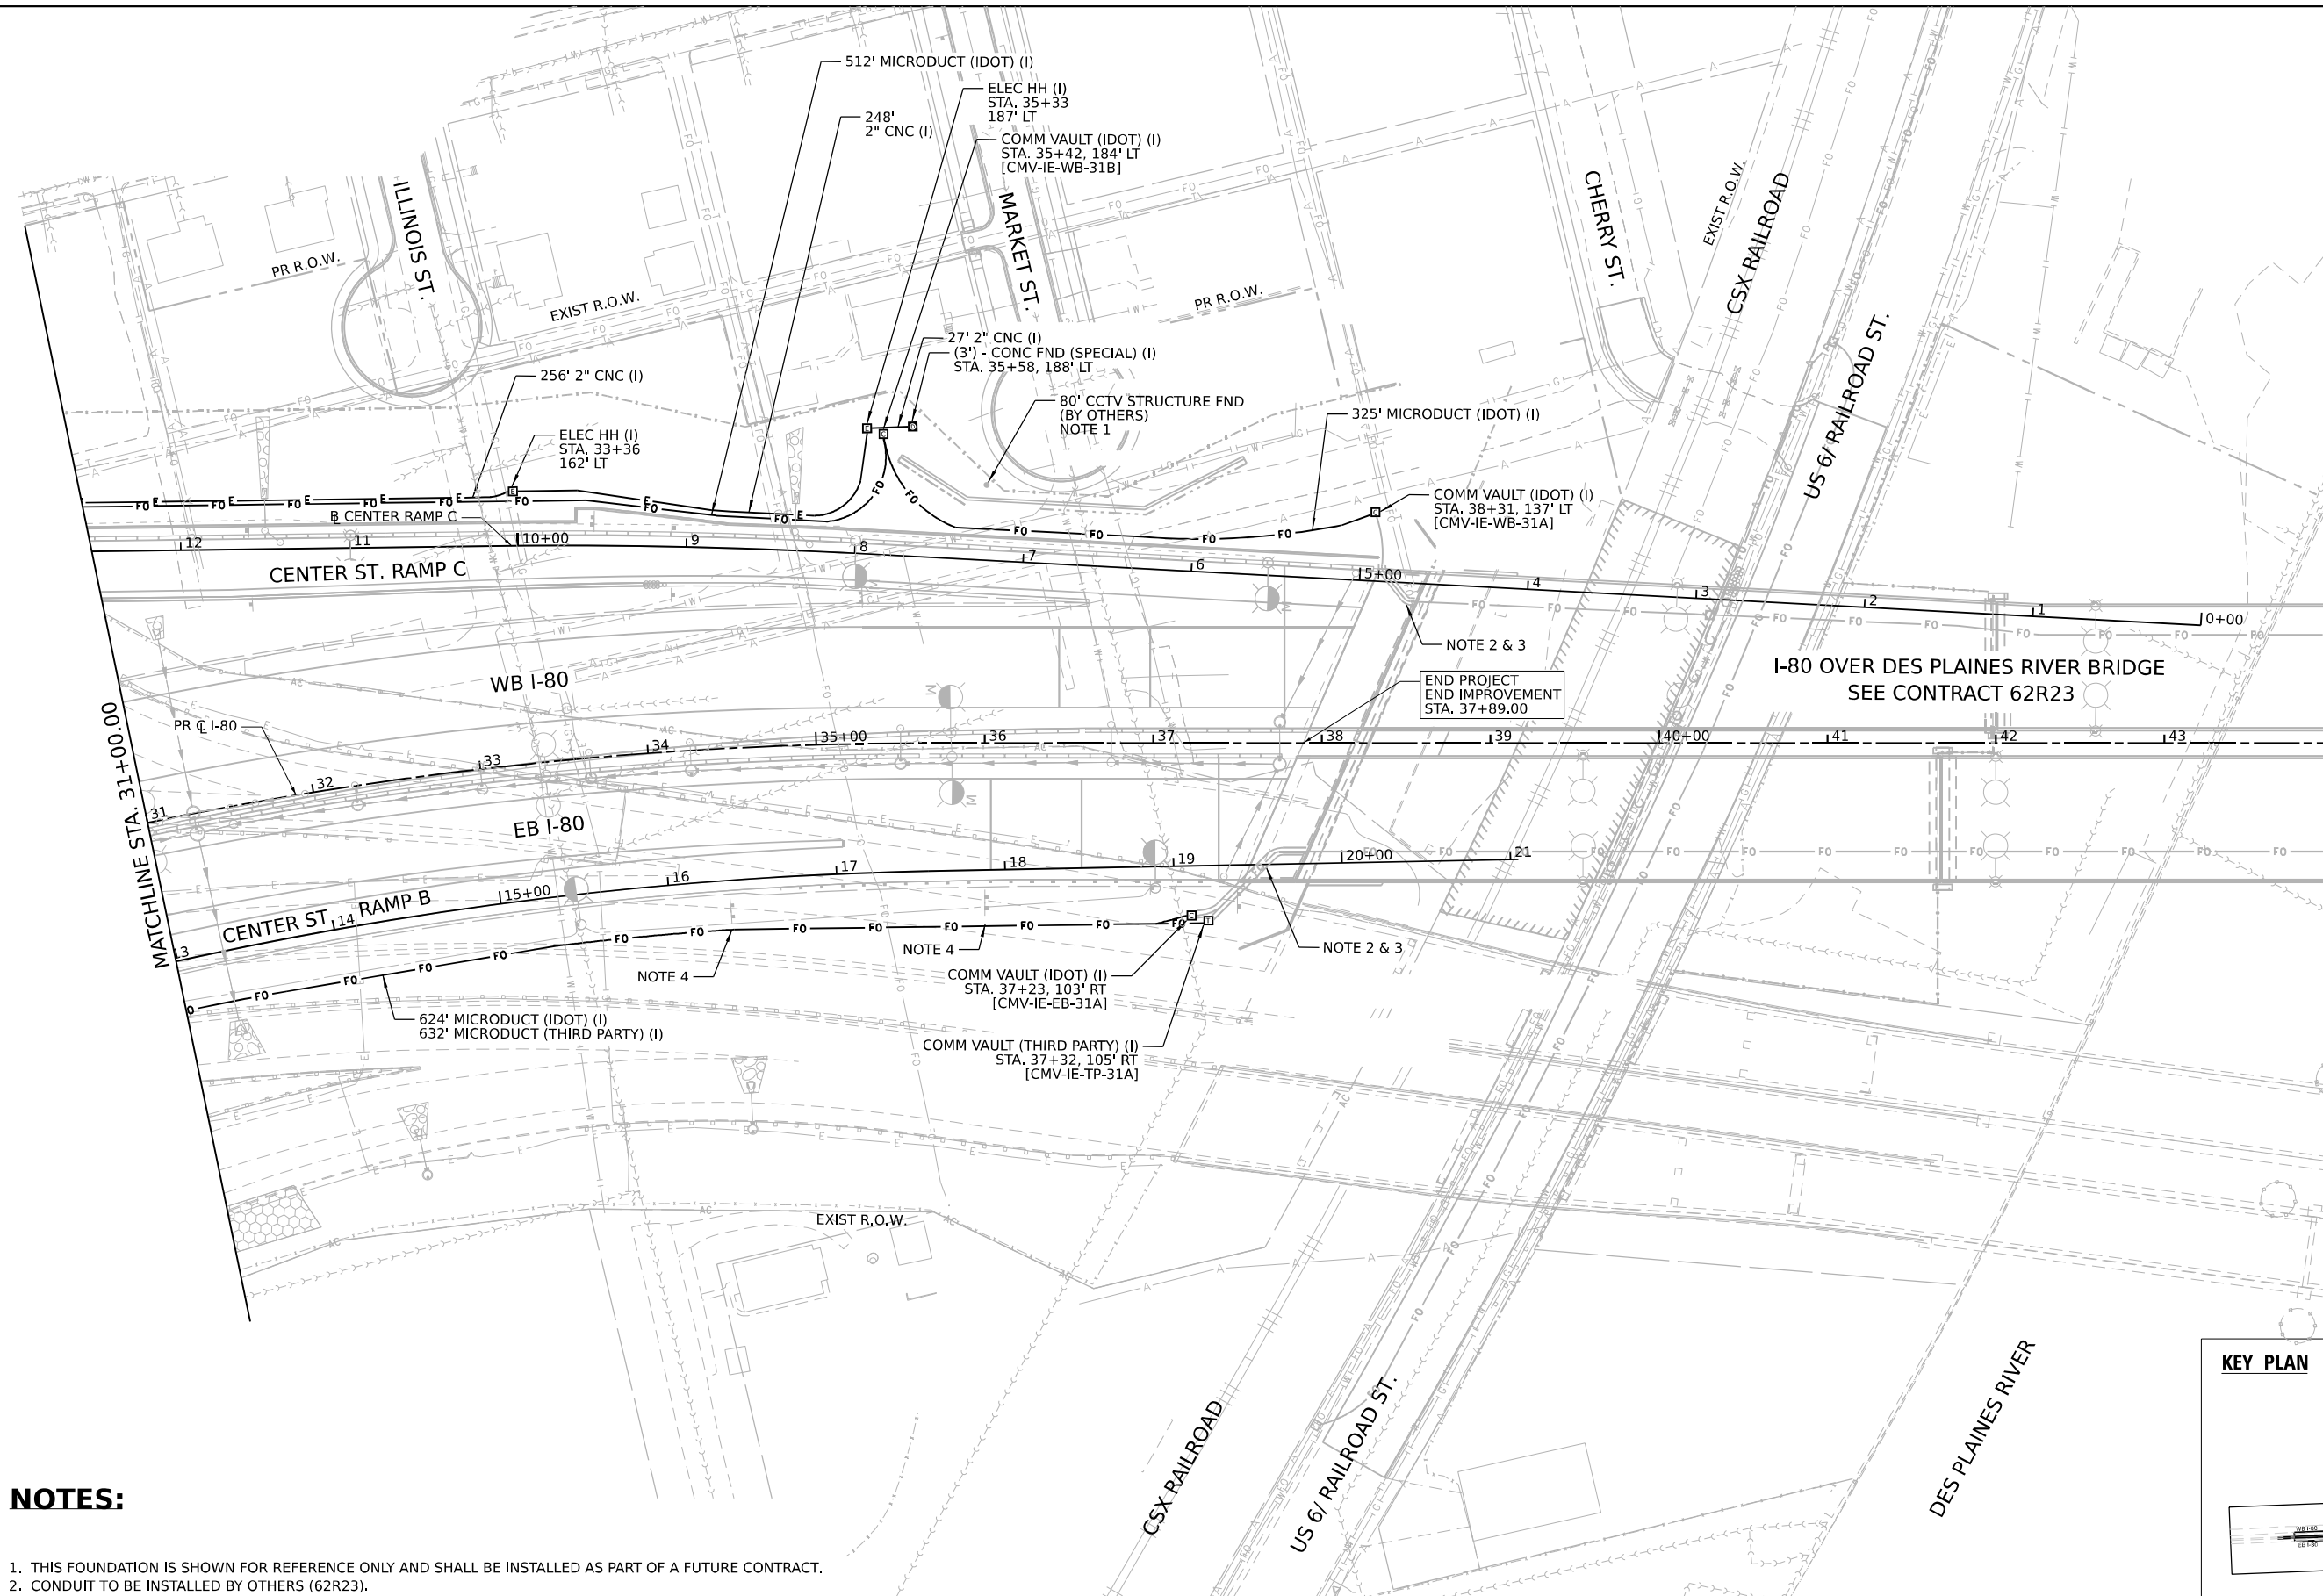 512' MICRODUCT (IDOT) (I)
248'
2" CNC (I)
ELEC HH (I)
STA. 35+33
187' LT
COMM VAULT (IDOT) (I)
STA. 35+42, 184' LT
[CMV-IE-WB-31B]
ILLINOIS ST.
MARKET ST.
CHERRY ST.
EXIST R.O.W.
CSX RAILROAD
US 6/ RAILROAD ST.
PR R.O.W.
EXIST R.O.W.
PR R.O.W.
27' 2" CNC (I)
(3') - CONC FND (SPECIAL) (I)
STA. 35+58, 188' LT
256' 2" CNC (I)
80' CCTV STRUCTURE FND
(BY OTHERS)
NOTE 1
325' MICRODUCT (IDOT) (I)
ELEC HH (I)
STA. 33+36
162' LT
COMM VAULT (IDOT) (I)
STA. 38+31, 137' LT
[CMV-IE-WB-31A]
CENTER RAMP C
12 11 10+00 9 8 7 6 5+00 4 3 2 1 0+00
CENTER ST. RAMP C
NOTE 2 & 3
WB I-80
END PROJECT
END IMPROVEMENT
STA. 37+89.00
I-80 OVER DES PLAINES RIVER BRIDGE
SEE CONTRACT 62R23
PR ℄ I-80
31 32 33 34 35+00 36 37 38 39 40+00 41 42 43
MATCHLINE STA. 31+00.00
EB I-80
13 14 15+00 16 17 18 19 20+00 21
CENTER ST. RAMP B
NOTE 4
NOTE 4
NOTE 2 & 3
COMM VAULT (IDOT) (I)
STA. 37+23, 103' RT
[CMV-IE-EB-31A]
624' MICRODUCT (IDOT) (I)
632' MICRODUCT (THIRD PARTY) (I)
COMM VAULT (THIRD PARTY) (I)
STA. 37+32, 105' RT
[CMV-IE-TP-31A]
EXIST R.O.W.
CSX RAILROAD
US 6/ RAILROAD ST.
DES PLAINES RIVER
KEY PLAN
WB I-80
EB I-80
NOTES:
1. THIS FOUNDATION IS SHOWN FOR REFERENCE ONLY AND SHALL BE INSTALLED AS PART OF A FUTURE CONTRACT.
2. CONDUIT TO BE INSTALLED BY OTHERS (62R23).